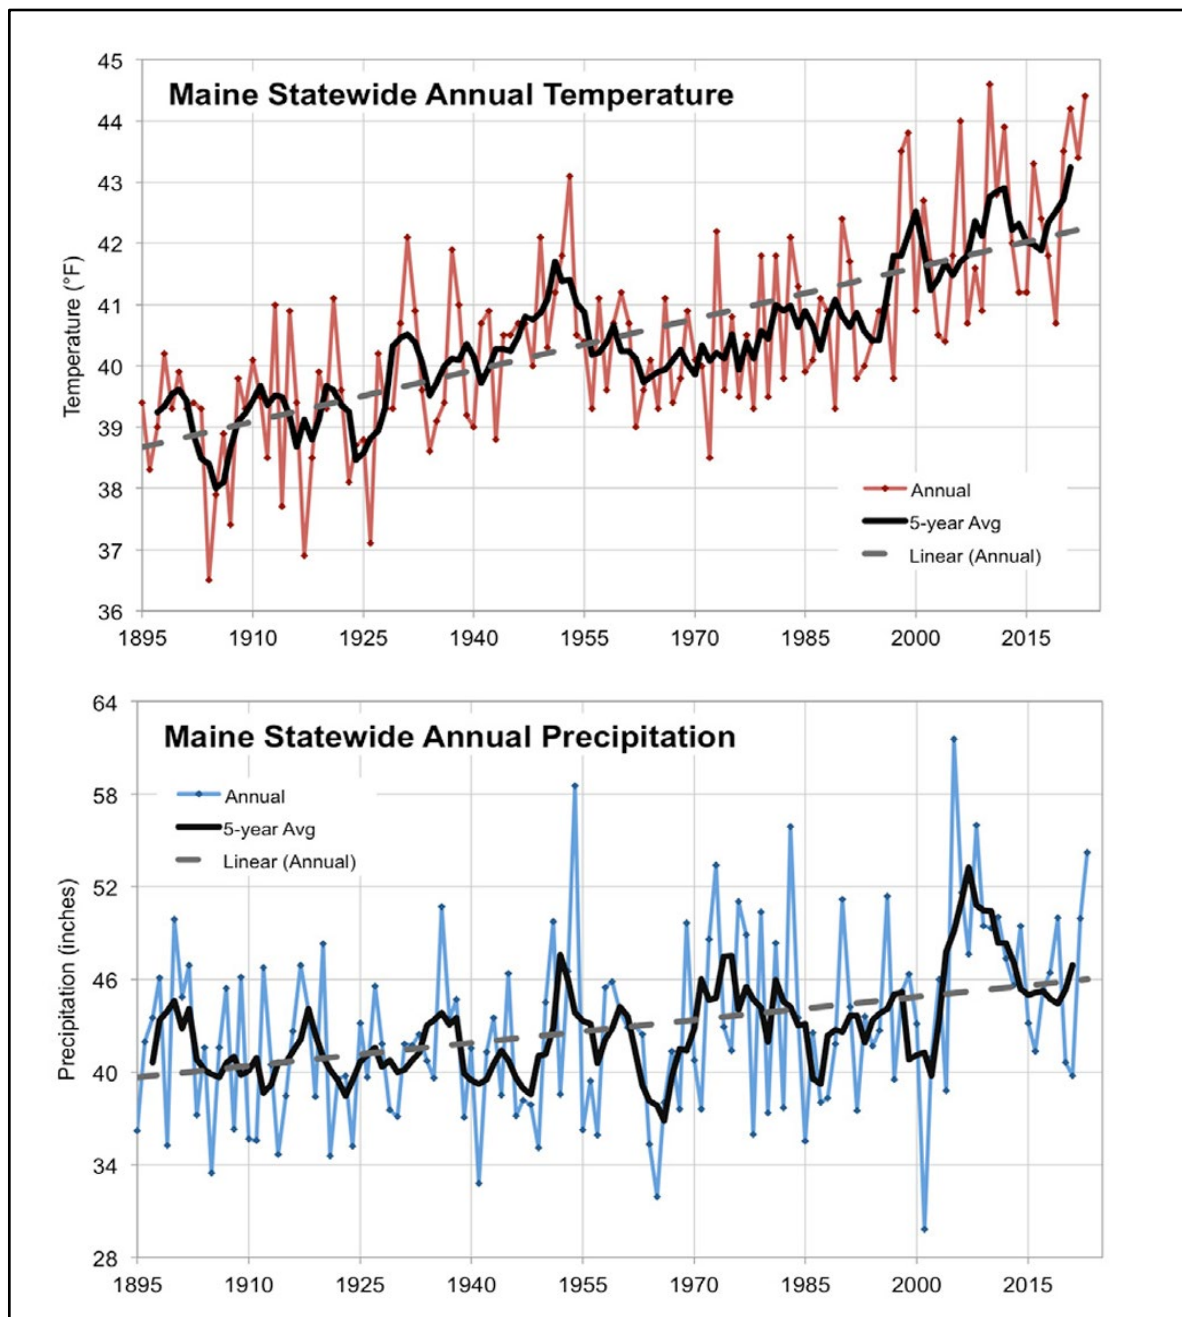 Maine Statewide Annual Temperature
45
44
43
42
41
40
39
38
37
36
Temperature (°F)
Annual
5-year Avg
Linear (Annual)
1895 1910 1925 1940 1955 1970 1985 2000 2015
Maine Statewide Annual Precipitation
64
58
52
46
40
34
28
Precipitation (inches)
Annual
5-year Avg
Linear (Annual)
1895 1910 1925 1940 1955 1970 1985 2000 2015